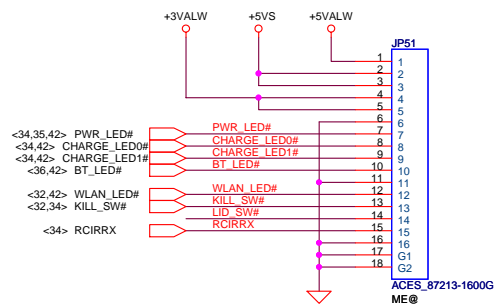 +3VALW +5VS +5VALW
JP51
1 1
2 2
3 3
4 4
5 5
6 6
<34,35,42> PWR_LED# PWR_LED# 7 7
<34,42> CHARGE_LED0# CHARGE_LED0# 8 8
<34,42> CHARGE_LED1# CHARGE_LED1# 9 9
<36,42> BT_LED# BT_LED# 10 10
11 11
<32,42> WLAN_LED# WLAN_LED# 12 12
<32,34> KILL_SW# KILL_SW# 13 13
LID_SW# 14 14
<34> RCIRRX RCIRRX 15 15
16 16
17 G1
18 G2
ACES_87213-1600G
ME@